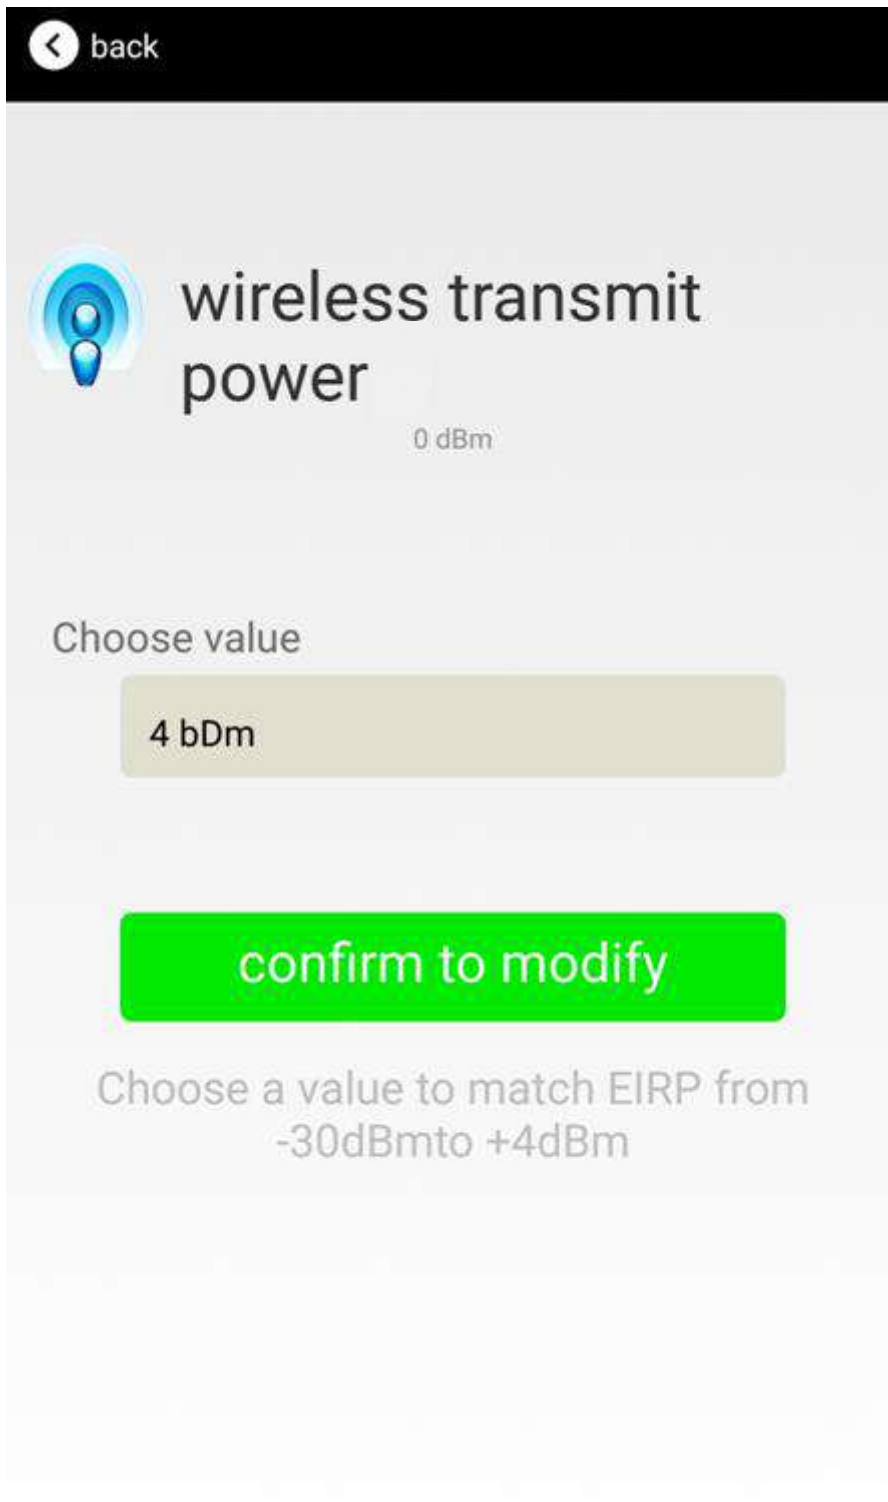 back
wireless transmit
power
0 dBm
Choose value
4 bDm
confirm to modify
Choose a value to match EIRP from
-30dBmto +4dBm